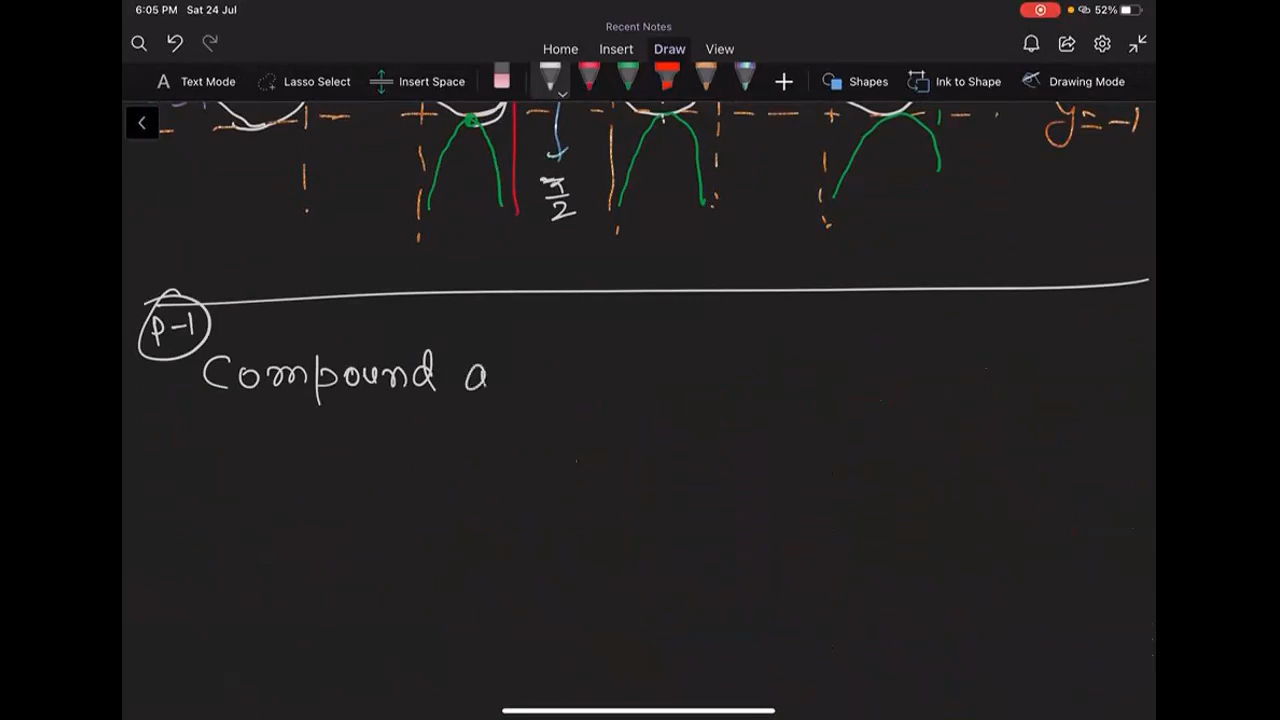 6:05 PM Sat 24 Jul
52%
Recent Notes
Home Insert Draw View
Text Mode Lasso Select Insert Space Shapes Ink to Shape Drawing Mode
y=-1
π/2
P-1
Compound a